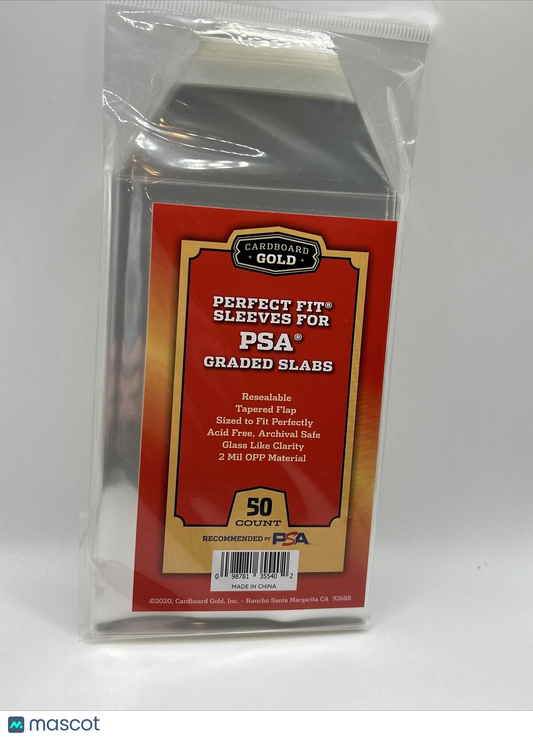 CARDBOARD
GOLD
PERFECT FIT®
SLEEVES FOR
PSA®
GRADED SLABS
Resealable
Tapered Flap
Sized to Fit Perfectly
Acid Free, Archival Safe
Glass Like Clarity
2 Mil OPP Material
50
COUNT
RECOMMENDED BY PSA
0 98781 35540 2
MADE IN CHINA
©2020, Cardboard Gold, Inc. – Rancho Santa Margarita CA 92688
mascot